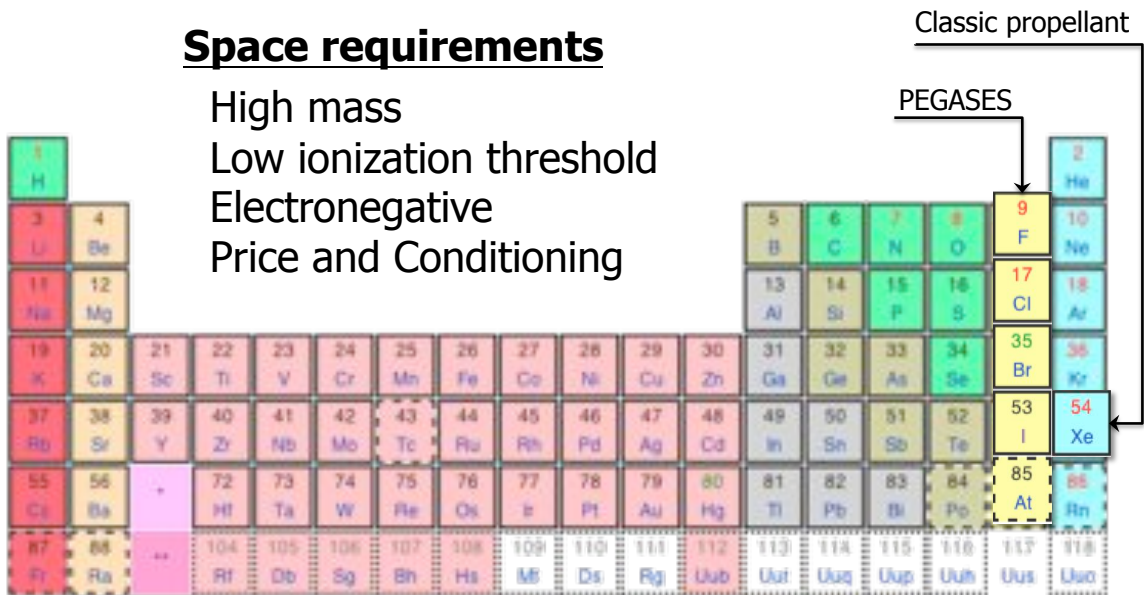 Classic propellant
Space requirements
High mass
Low ionization threshold
Electronegative
Price and Conditioning
PEGASES
1 2
H He
3 4 5 6 7 8 9 10
Li Be B C N O F Ne
11 12 13 14 15 16 17 18
Na Mg Al Si P S Cl Ar
19 20 21 22 23 24 25 26 27 28 29 30 31 32 33 34 35 36
K Ca Sc Ti V Cr Mn Fe Co Ni Cu Zn Ga Ge As Se Br Kr
37 38 39 40 41 42 43 44 45 46 47 48 49 50 51 52 53 54
Rb Sr Y Zr Nb Mo Tc Ru Rh Pd Ag Cd In Sn Sb Te I Xe
55 56 * 72 73 74 75 76 77 78 79 80 81 82 83 84 85 86
Cs Ba Hf Ta W Re Os Ir Pt Au Hg Tl Pb Bi Po At Rn
87 88 ** 104 105 106 107 108 109 110 111 112 113 114 115 116 117 118
Fr Ra Rf Db Sg Bh Hs Mt Ds Rg Uub Uut Uuq Uup Uuh Uus Uuo